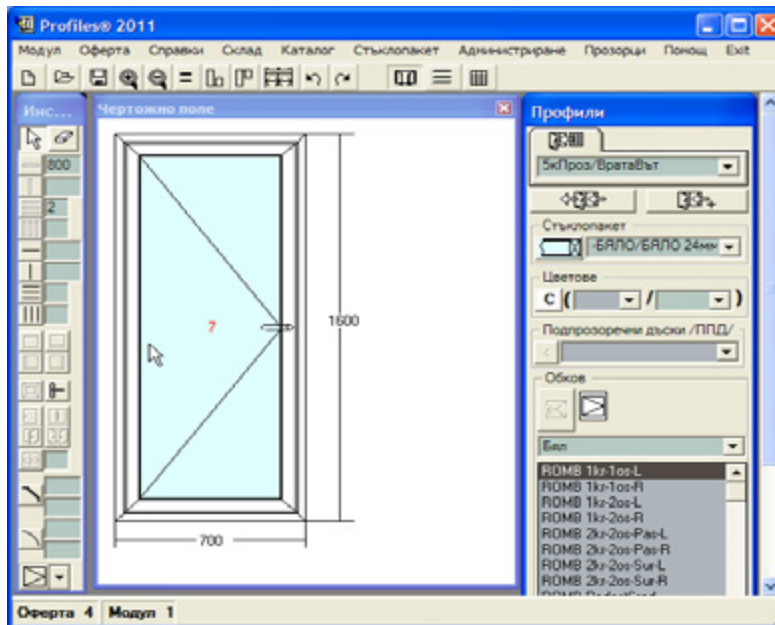 Profiles® 2011
Модул Оферта Справки Склад Каталог Стъклопакет Администриране Прозорци Помощ Exit
Инс...
Чертожно поле
Профили
800
5кПроз/ВратаВът
2
Стъклопакет
-БЯЛО/БЯЛО 24мм
Цветове
C ( / )
?
1600
Подпрозоречни дъски /ППД/
<
Обков
Бял
ROMB 1kr-1os-L
ROMB 1kr-1os-R
ROMB 1kr-2os-L
ROMB 1kr-2os-R
ROMB 2kr-2os-Pas-L
ROMB 2kr-2os-Pas-R
ROMB 2kr-2os-Sur-L
ROMB 2kr-2os-Sur-R
700
Оферта 4 Модул 1